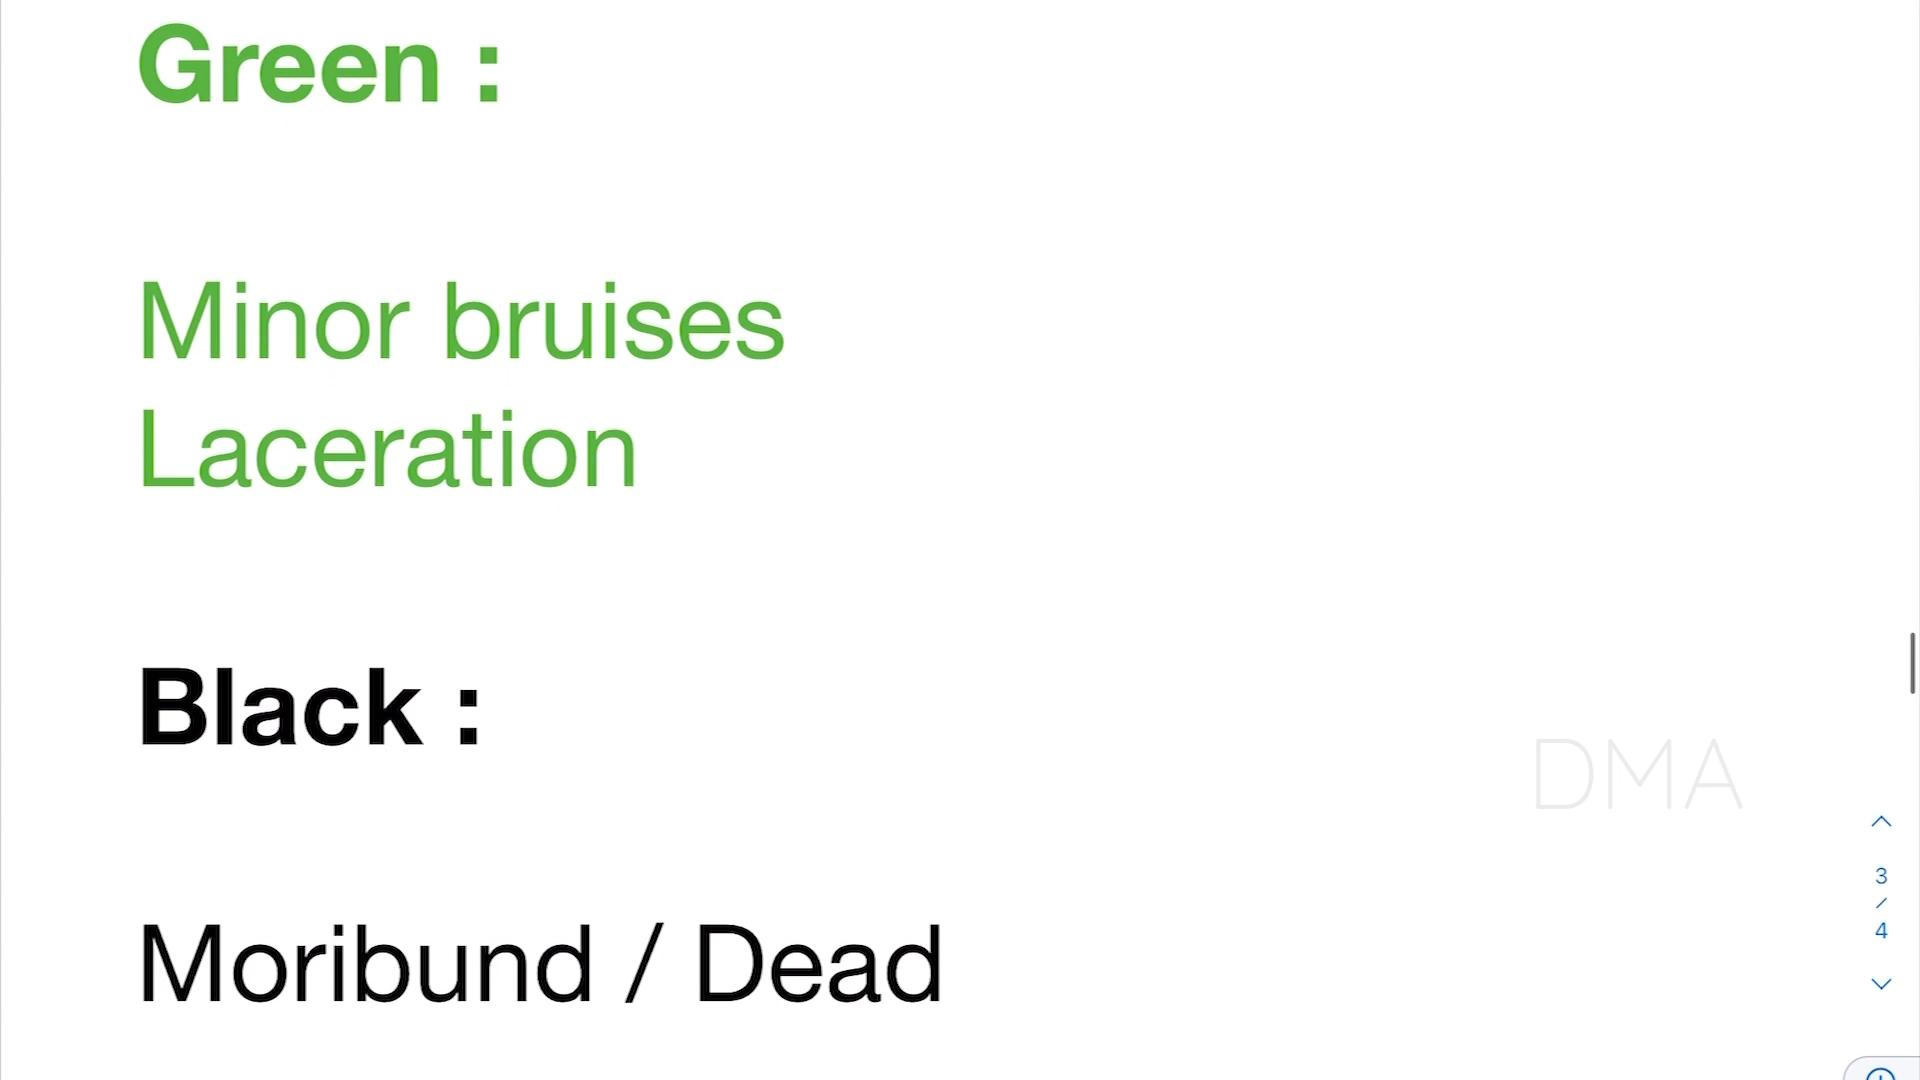 Green :
Minor bruises
Laceration
Black :
DMA
3
/
4
Moribund / Dead